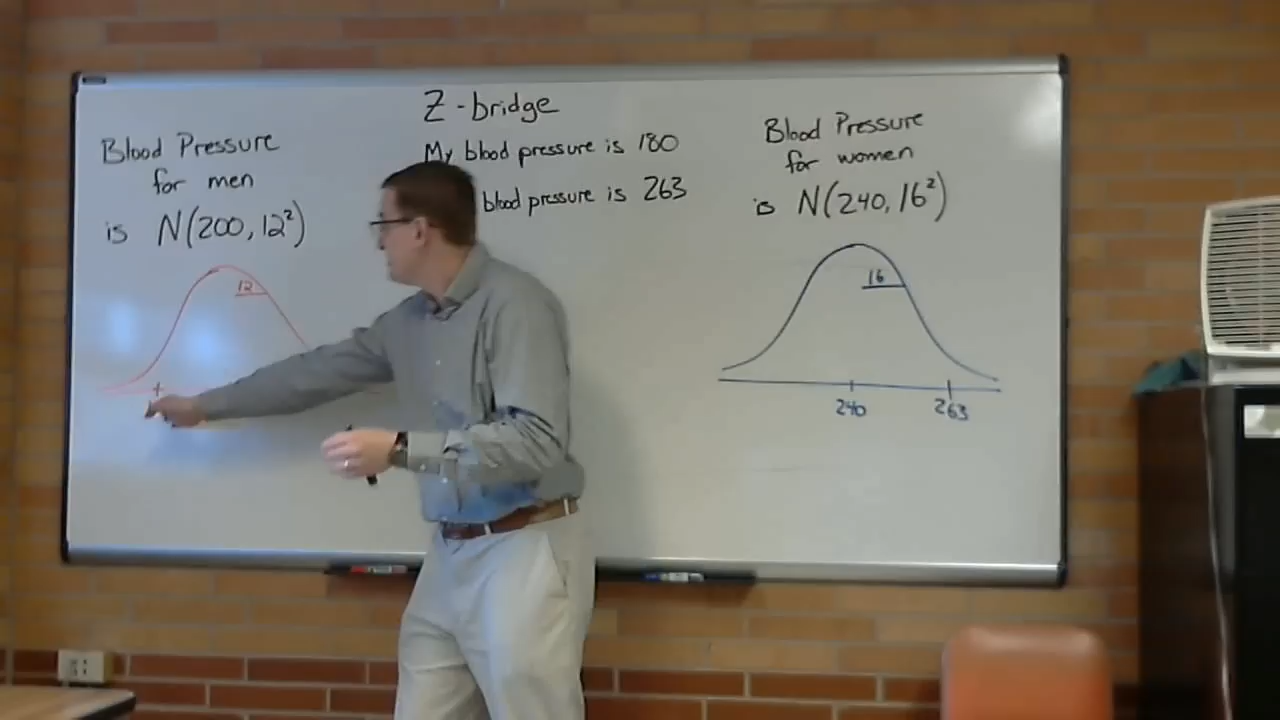 Z-bridge
Blood Pressure
for men
is N(200, 12²)
12
My blood pressure is 180
blood pressure is 263
Blood Pressure
for women
is N(240, 16²)
16
240
263